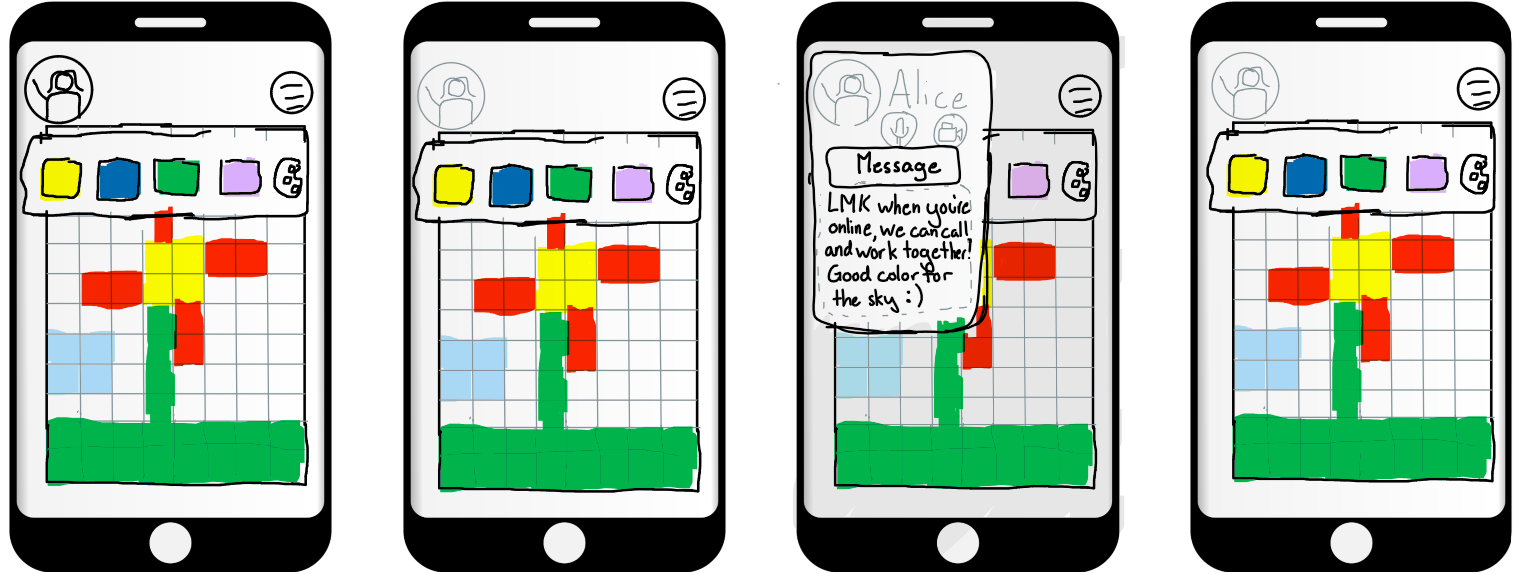 Alice
Message
LMK when you're
online, we can call
and work together!
Good color for
the sky :)